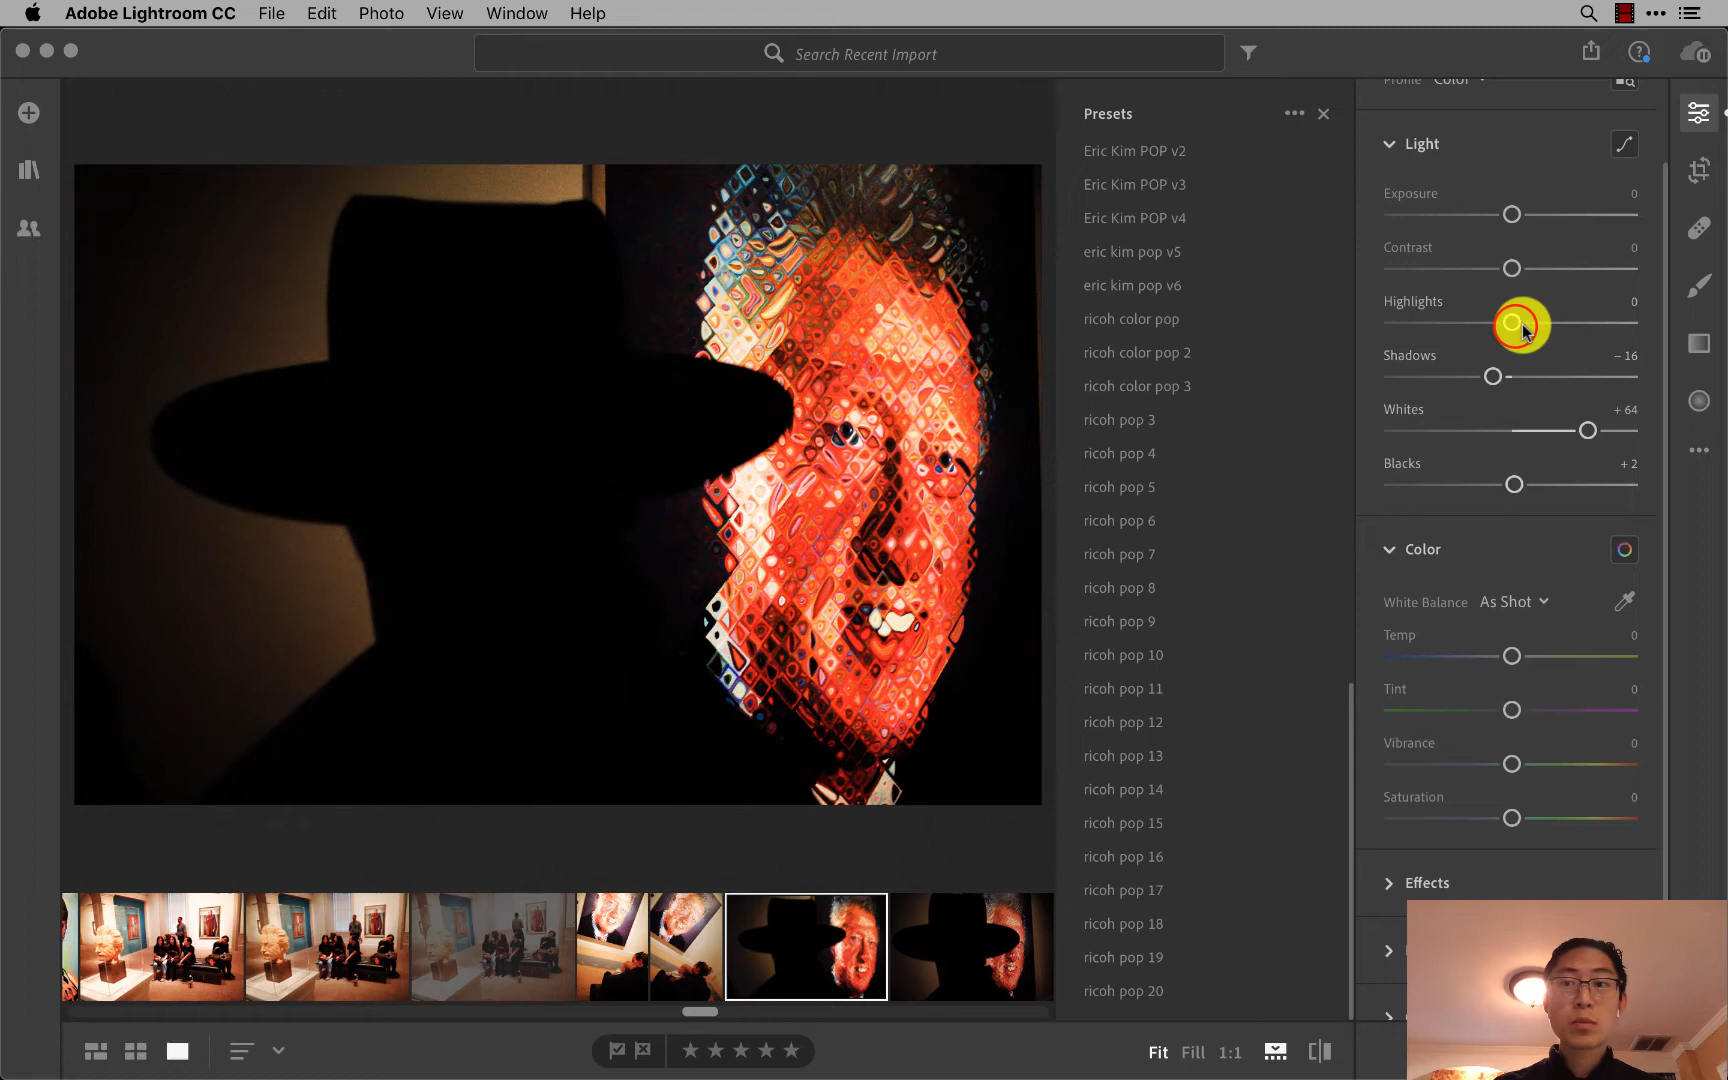 Adobe Lightroom CC File Edit Photo View Window Help
Search Recent Import
Profile Color
Presets
Light
Eric Kim POP v2
Eric Kim POP v3
Eric Kim POP v4
eric kim pop v5
eric kim pop v6
ricoh color pop
ricoh color pop 2
ricoh color pop 3
ricoh pop 3
ricoh pop 4
ricoh pop 5
ricoh pop 6
ricoh pop 7
ricoh pop 8
ricoh pop 9
ricoh pop 10
ricoh pop 11
ricoh pop 12
ricoh pop 13
ricoh pop 14
ricoh pop 15
ricoh pop 16
ricoh pop 17
ricoh pop 18
ricoh pop 19
ricoh pop 20
Exposure 0
Contrast 0
Highlights 0
Shadows – 16
Whites + 64
Blacks + 2
Color
White Balance As Shot
Temp 0
Tint 0
Vibrance 0
Saturation 0
Effects
Fit Fill 1:1